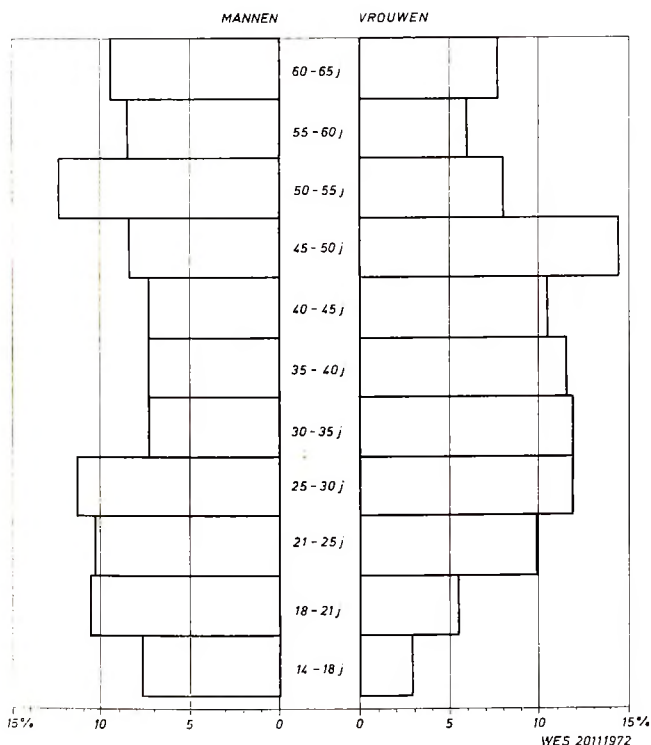 MANNEN VROUWEN
60-65 j
55-60 j
50-55 j
45-50 j
40-45 j
35-40 j
30-35 j
25-30 j
21-25 j
18-21 j
14-18 j
15% 10 5 0 0 5 10 15%
WES 20111972